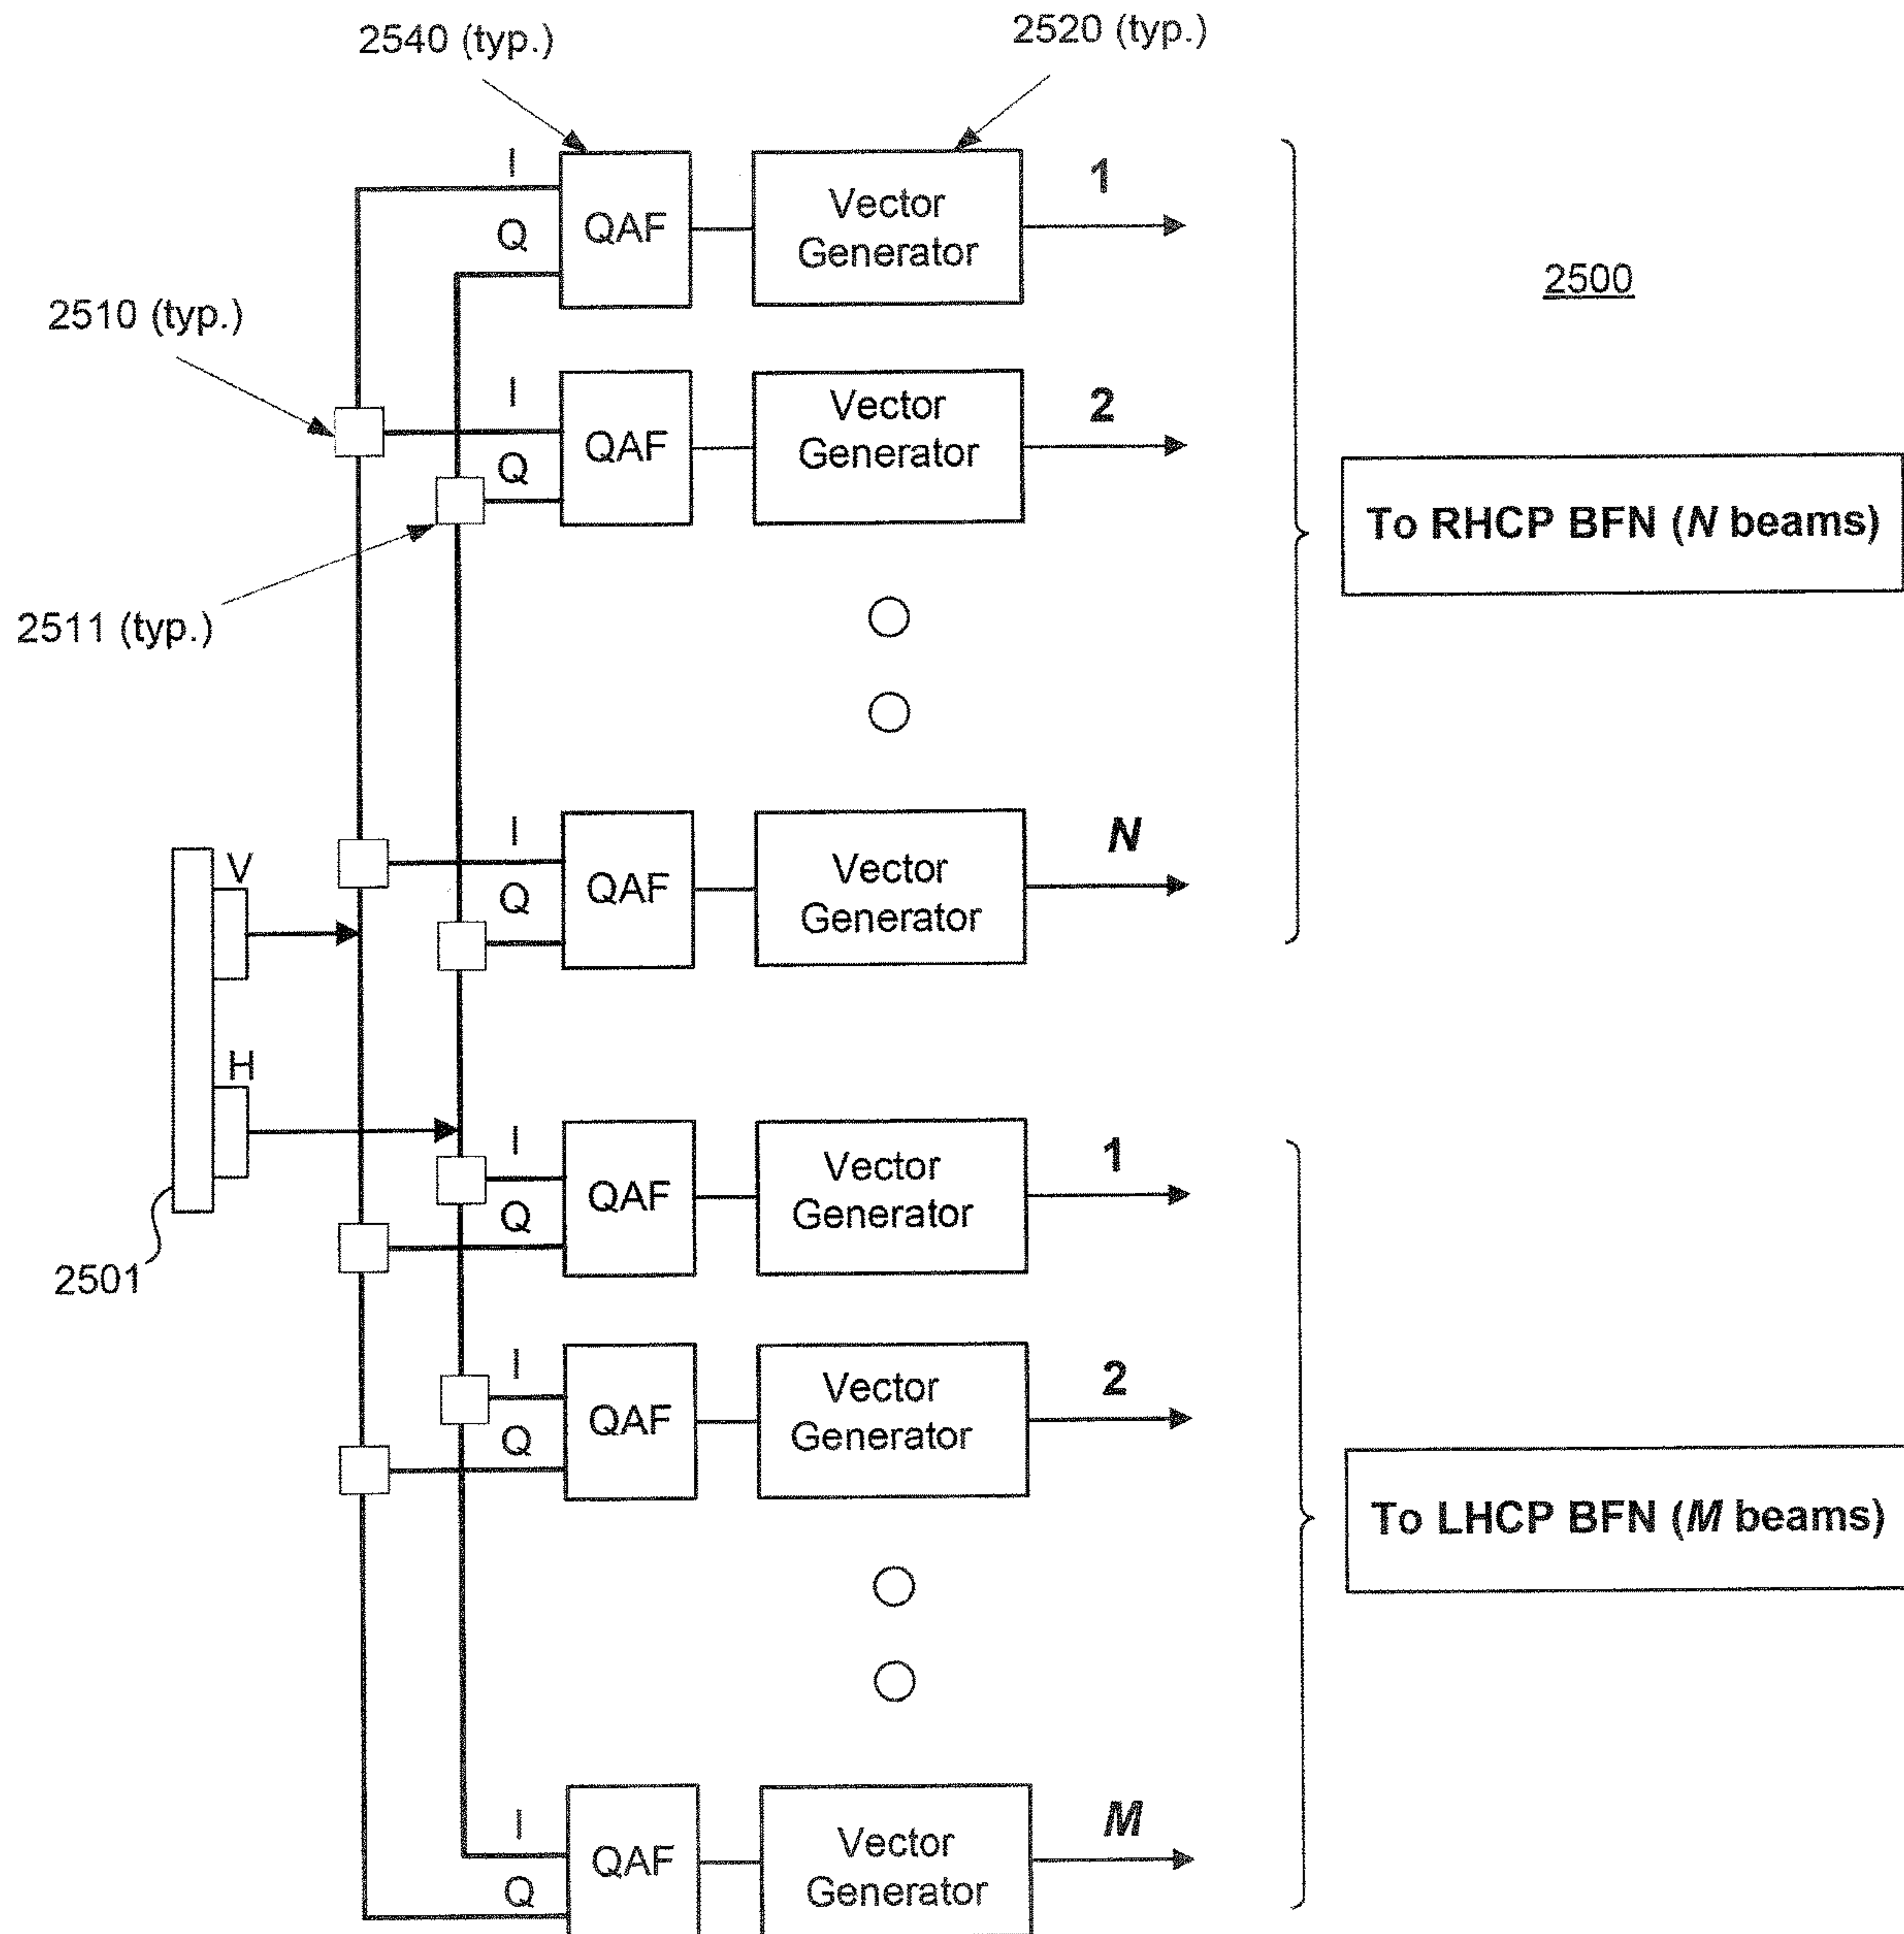 2540 (typ.)
2520 (typ.)
I
Q
QAF
Vector
Generator
1
2500
2510 (typ.)
I
Q
QAF
Vector
Generator
2
To RHCP BFN (N beams)
2511 (typ.)
I
Q
QAF
Vector
Generator
N
V
H
2501
I
Q
QAF
Vector
Generator
1
I
Q
QAF
Vector
Generator
2
To LHCP BFN (M beams)
I
Q
QAF
Vector
Generator
M